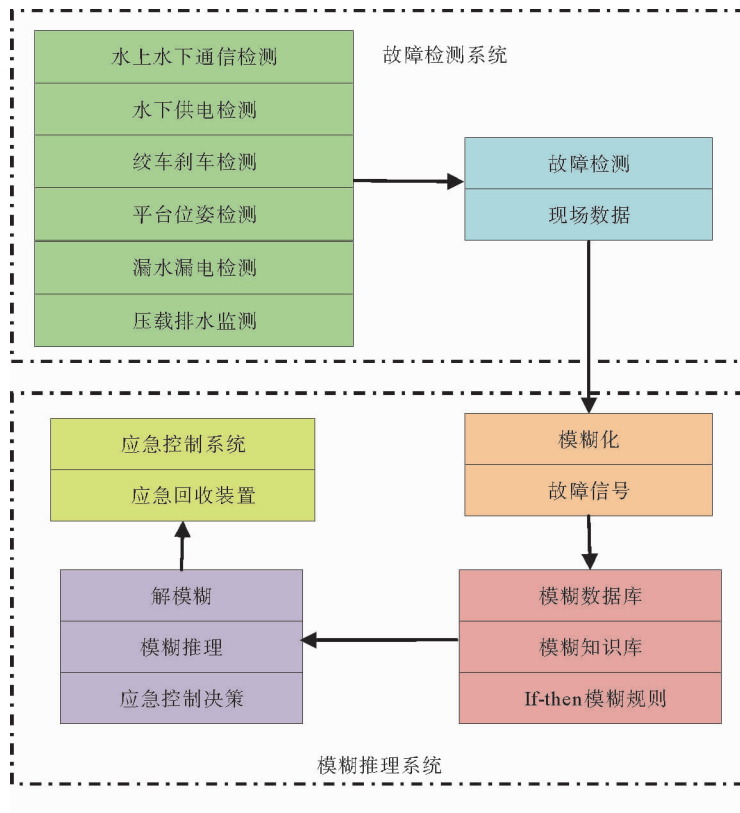 水上水下通信检测
水下供电检测
绞车刹车检测
平台位姿检测
漏水漏电检测
压载排水监测
故障检测系统
故障检测
现场数据
应急控制系统
应急回收装置
模糊化
故障信号
解模糊
模糊推理
应急控制决策
模糊数据库
模糊知识库
If-then模糊规则
模糊推理系统